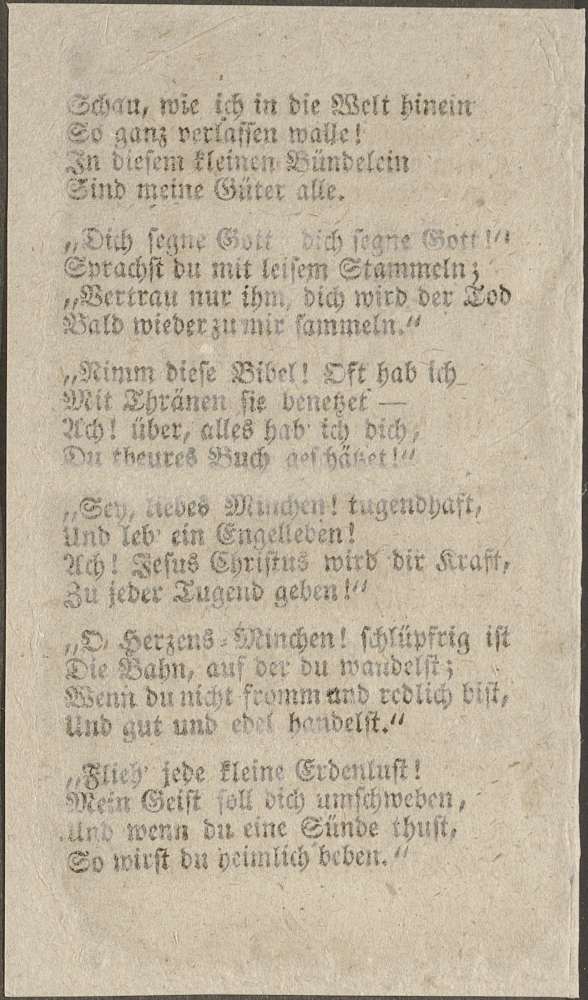 Schau, wie ich in die Welt hinein
So ganz verlassen walle!
In diesem kleinen Bündelein
Sind meine Güter alle.
„Dich segne Gott dich segne Gott!“
Sprachst du mit leisem Stammeln;
„Vertrau nur ihm, dich wird der Tod
Bald wieder zu mir sammeln.“
„Nimm diese Bibel! Oft hab ich
Mit Thränen sie benetzet —
Ach! über, alles hab' ich dich,
Du theures Buch geschätzet!“
„Sey, liebes Minchen! tugendhaft,
Und leb' ein Engelleben!
Ach! Jesus Christus wird dir Kraft,
Zu jeder Tugend geben!“
„O, Herzens-Minchen! schlüpfrig ist
Die Bahn, auf der du wandelst;
Wenn du nicht fromm und redlich bist,
Und gut und edel handelst.“
„Flieh' jede kleine Erdenlust!
Mein Geist soll dich umschweben,
Und wenn du eine Sünde thust,
So wirst du heimlich beben.“